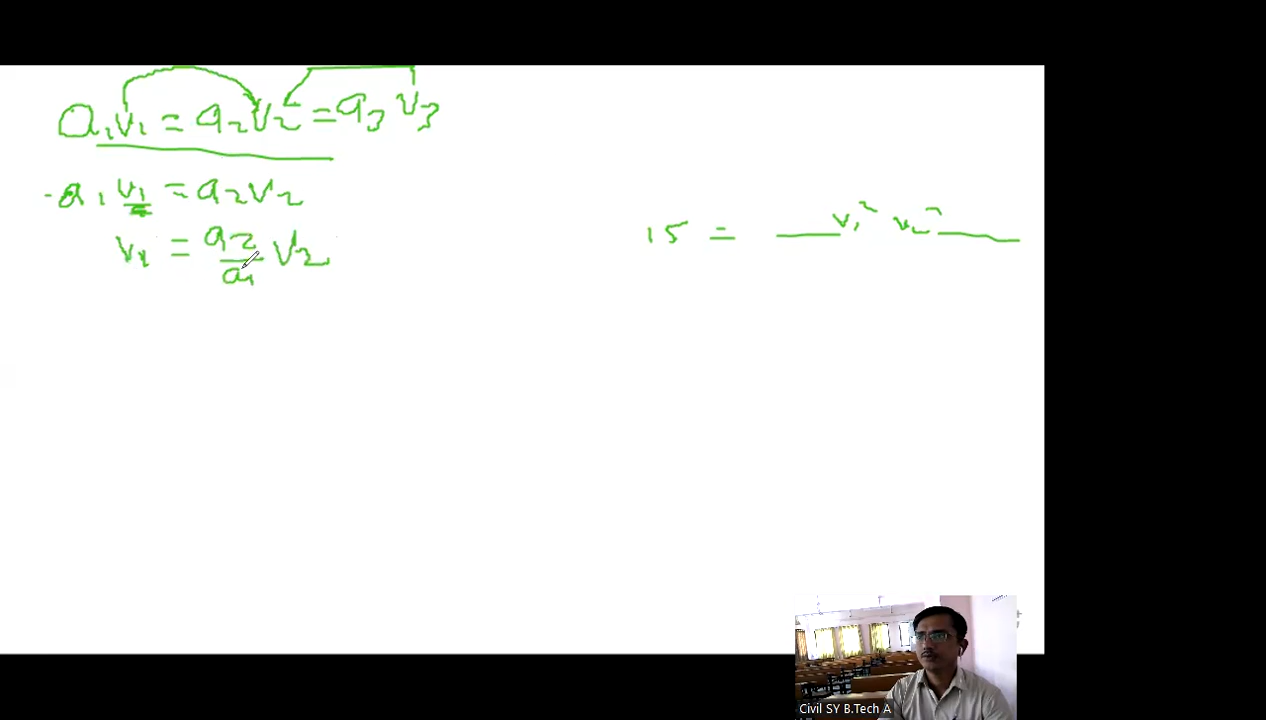 a₁v₁ = a₂v₂ = a₃v₃
a₁v₁ = a₂v₂
v₁ = a₂/a₁ v₂
15 = v₁² v₂²
Civil SY B.Tech A